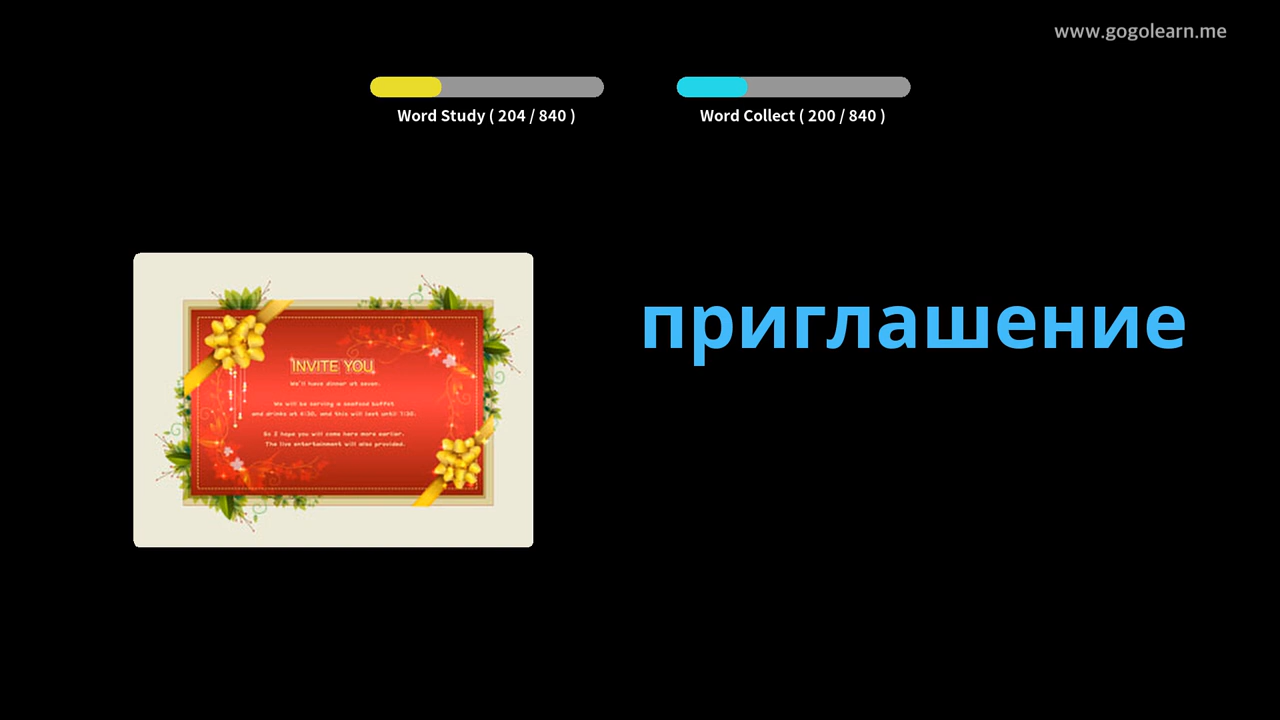 www.gogolearn.me
Word Study ( 204 / 840 )
Word Collect ( 200 / 840 )
приглашение
INVITE YOU
We'll have dinner at seven.
We will be serving a seafood buffet
and drinks at 6:30, and this will last until 7:30.
So I hope you will come here more earlier.
The live entertainment will also provided.